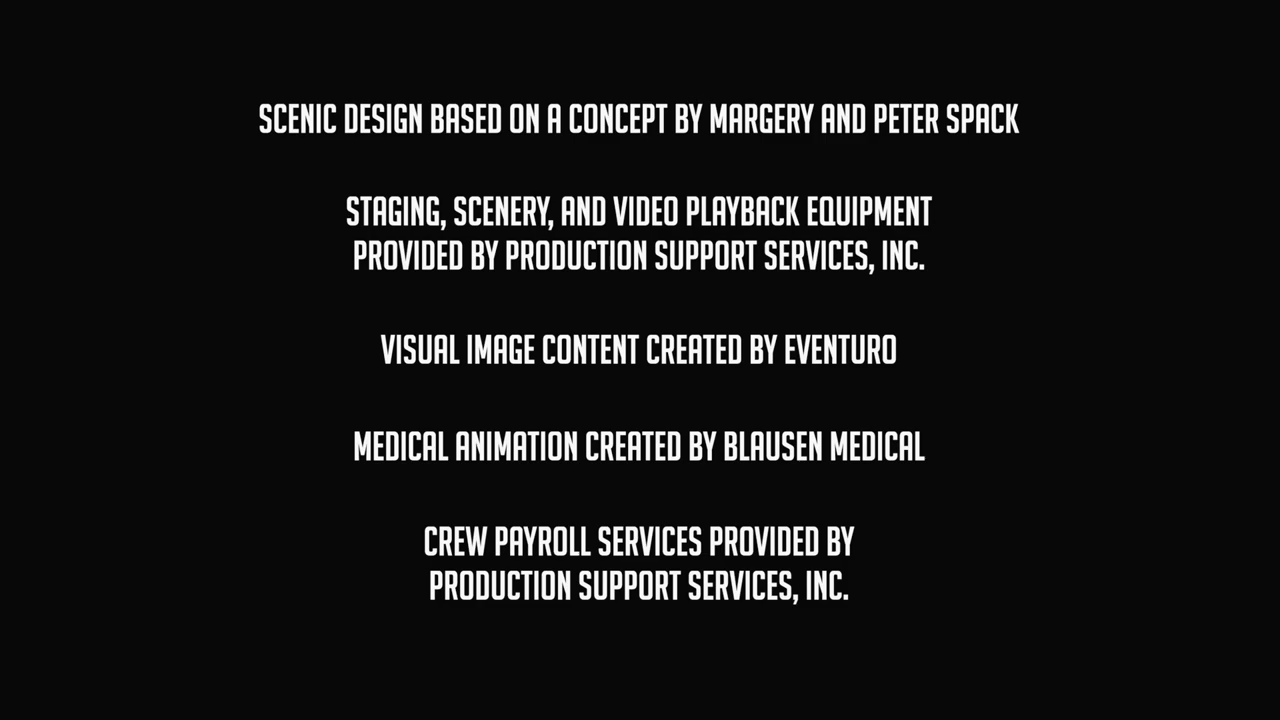 SCENIC DESIGN BASED ON A CONCEPT BY MARGERY AND PETER SPACK
STAGING, SCENERY, AND VIDEO PLAYBACK EQUIPMENT
PROVIDED BY PRODUCTION SUPPORT SERVICES, INC.
VISUAL IMAGE CONTENT CREATED BY EVENTURO
MEDICAL ANIMATION CREATED BY BLAUSEN MEDICAL
CREW PAYROLL SERVICES PROVIDED BY
PRODUCTION SUPPORT SERVICES, INC.